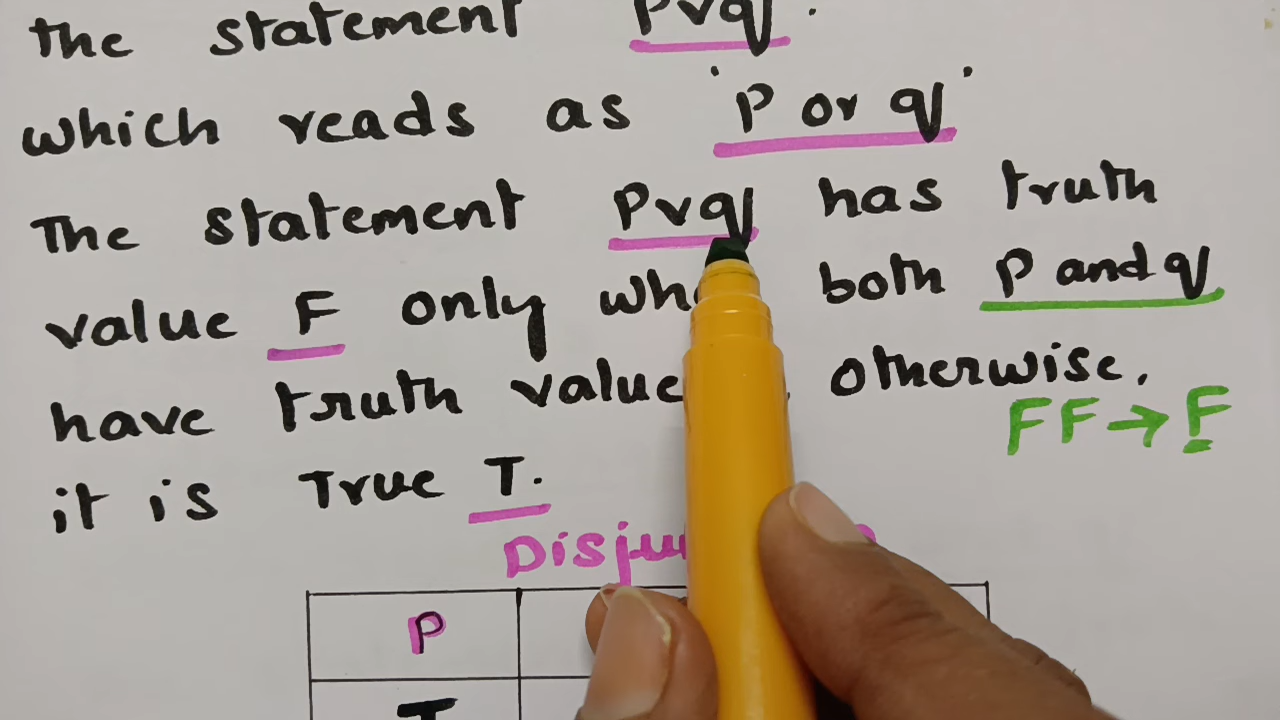 the statement pvq.
which reads as 'p or q'
The statement pvq has truth
value F only both p and q
have truth value otherwise,
FF→F
it is True T.
P